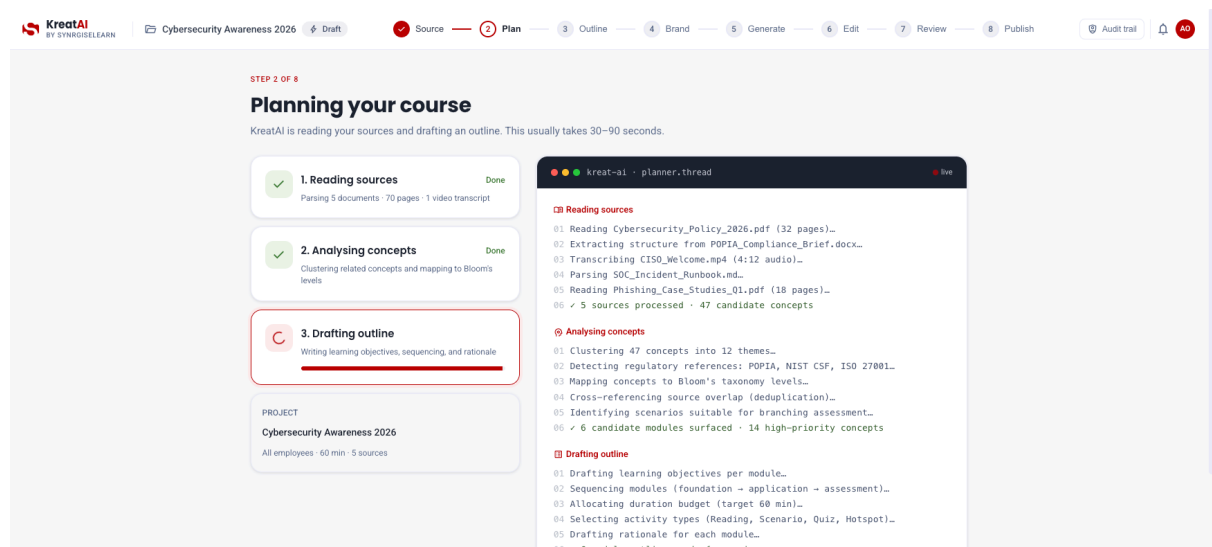 KreatAI
BY SYNRGISELEARN
Cybersecurity Awareness 2026
Draft
Source
2 Plan
3 Outline
4 Brand
5 Generate
6 Edit
7 Review
8 Publish
Audit trail
AO
STEP 2 OF 8
Planning your course
KreatAI is reading your sources and drafting an outline. This usually takes 30–90 seconds.
1. Reading sources
Done
Parsing 5 documents · 70 pages · 1 video transcript
2. Analysing concepts
Done
Clustering related concepts and mapping to Bloom's
levels
3. Drafting outline
Writing learning objectives, sequencing, and rationale
PROJECT
Cybersecurity Awareness 2026
All employees · 60 min · 5 sources
kreat-ai · planner.thread
live
Reading sources
01 Reading Cybersecurity_Policy_2026.pdf (32 pages)…
02 Extracting structure from POPIA_Compliance_Brief.docx…
03 Transcribing CISO_Welcome.mp4 (4:12 audio)…
04 Parsing SOC_Incident_Runbook.md…
05 Reading Phishing_Case_Studies_Q1.pdf (18 pages)…
06 ✓ 5 sources processed · 47 candidate concepts
Analysing concepts
01 Clustering 47 concepts into 12 themes…
02 Detecting regulatory references: POPIA, NIST CSF, ISO 27001…
03 Mapping concepts to Bloom's taxonomy levels…
04 Cross-referencing source overlap (deduplication)…
05 Identifying scenarios suitable for branching assessment…
06 ✓ 6 candidate modules surfaced · 14 high-priority concepts
Drafting outline
01 Drafting learning objectives per module…
02 Sequencing modules (foundation → application → assessment)…
03 Allocating duration budget (target 60 min)…
04 Selecting activity types (Reading, Scenario, Quiz, Hotspot)…
05 Drafting rationale for each module…